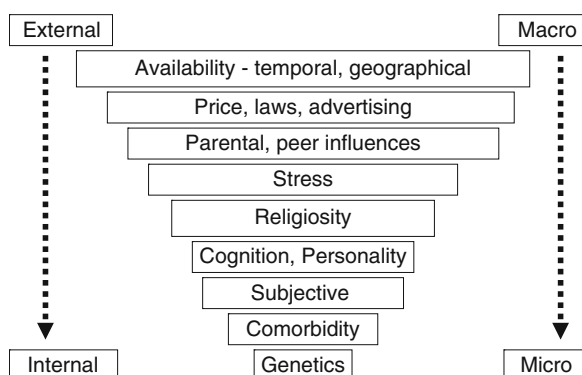 External
Macro
Availability - temporal, geographical
Price, laws, advertising
Parental, peer influences
Stress
Religiosity
Cognition, Personality
Subjective
Comorbidity
Internal
Genetics
Micro